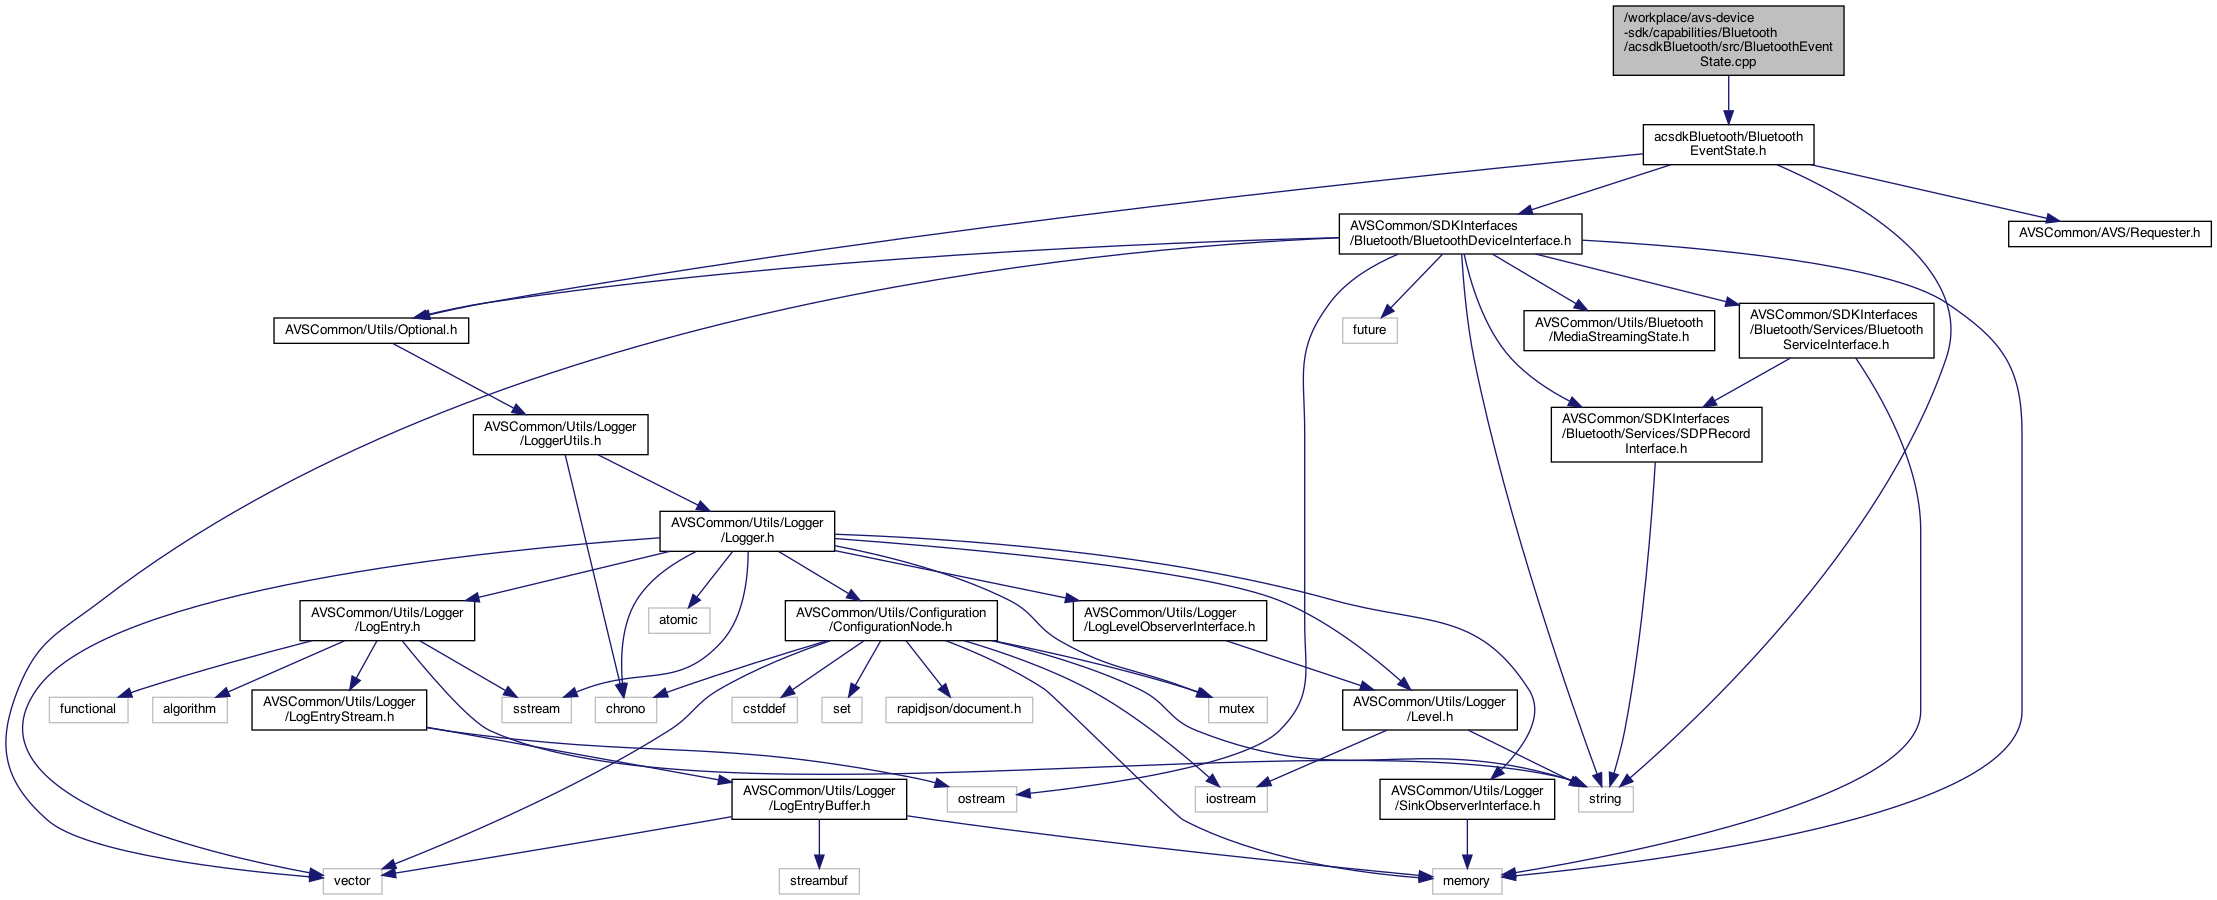 /workplace/avs-device
-sdk/capabilities/Bluetooth
/acsdkBluetooth/src/BluetoothEvent
State.cpp
acsdkBluetooth/Bluetooth
EventState.h
AVSCommon/SDKInterfaces
/Bluetooth/BluetoothDeviceInterface.h
AVSCommon/AVS/Requester.h
AVSCommon/Utils/Optional.h
future
AVSCommon/Utils/Bluetooth
/MediaStreamingState.h
AVSCommon/SDKInterfaces
/Bluetooth/Services/Bluetooth
ServiceInterface.h
AVSCommon/Utils/Logger
/LoggerUtils.h
AVSCommon/SDKInterfaces
/Bluetooth/Services/SDPRecord
Interface.h
AVSCommon/Utils/Logger
/Logger.h
AVSCommon/Utils/Logger
/LogEntry.h
atomic
AVSCommon/Utils/Configuration
/ConfigurationNode.h
AVSCommon/Utils/Logger
/LogLevelObserverInterface.h
functional
algorithm
AVSCommon/Utils/Logger
/LogEntryStream.h
sstream
chrono
cstddef
set
rapidjson/document.h
mutex
AVSCommon/Utils/Logger
/Level.h
AVSCommon/Utils/Logger
/LogEntryBuffer.h
ostream
iostream
AVSCommon/Utils/Logger
/SinkObserverInterface.h
string
vector
streambuf
memory